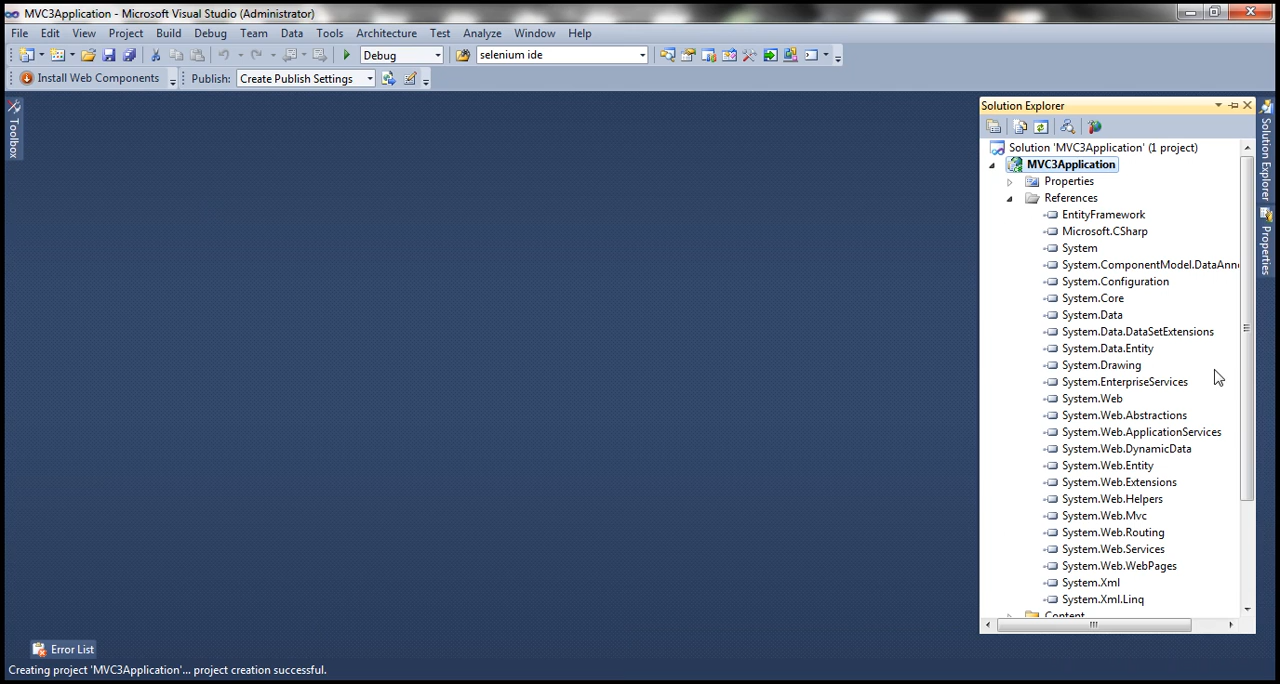 MVC3Application - Microsoft Visual Studio (Administrator)
File Edit View Project Build Debug Team Data Tools Architecture Test Analyze Window Help
Debug selenium ide
Install Web Components Publish: Create Publish Settings
Toolbox
Solution Explorer
Solution 'MVC3Application' (1 project)
MVC3Application
Properties
References
EntityFramework
Microsoft.CSharp
System
System.ComponentModel.DataAnn
System.Configuration
System.Core
System.Data
System.Data.DataSetExtensions
System.Data.Entity
System.Drawing
System.EnterpriseServices
System.Web
System.Web.Abstractions
System.Web.ApplicationServices
System.Web.DynamicData
System.Web.Entity
System.Web.Extensions
System.Web.Helpers
System.Web.Mvc
System.Web.Routing
System.Web.Services
System.Web.WebPages
System.Xml
System.Xml.Linq
Content
Solution Explorer
Properties
Error List
Creating project 'MVC3Application'... project creation successful.